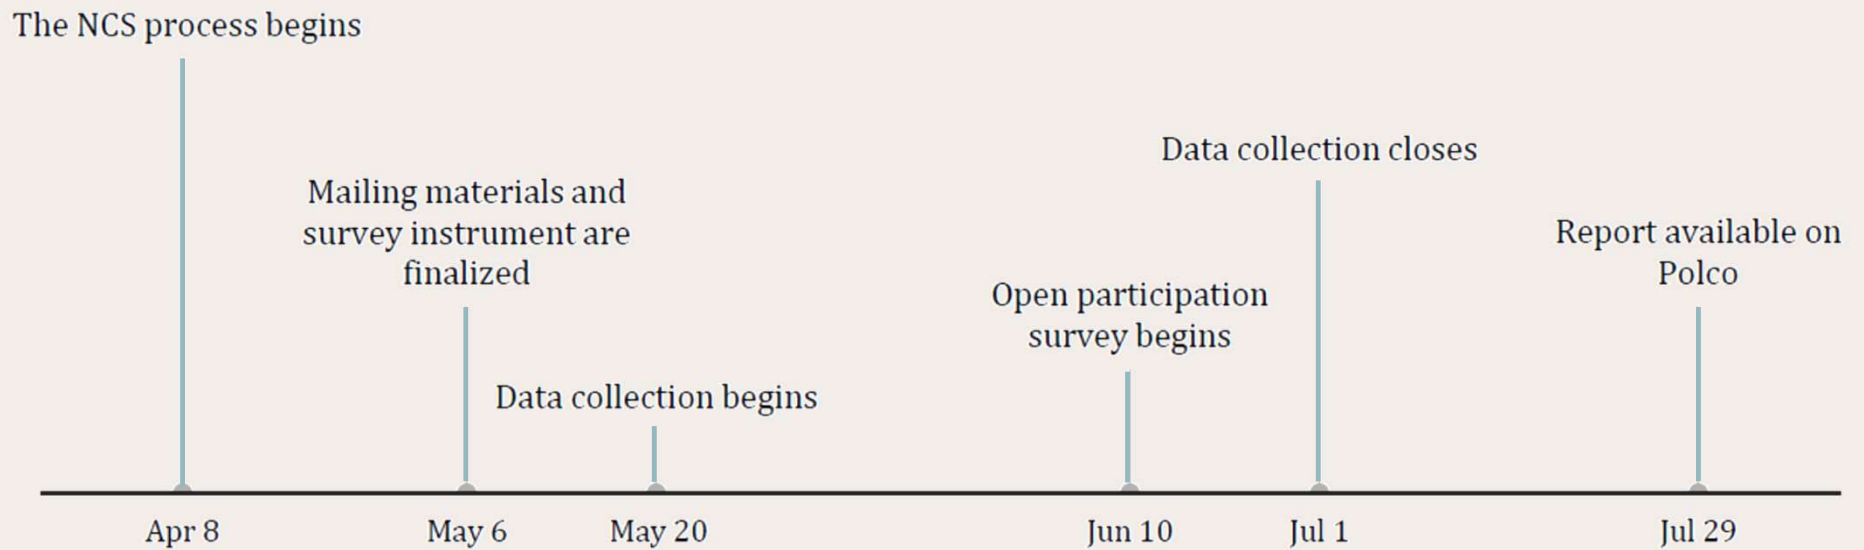 The NCS process begins
Mailing materials and
survey instrument are
finalized
Data collection begins
Open participation
survey begins
Data collection closes
Report available on
Polco
Apr 8
May 6
May 20
Jun 10
Jul 1
Jul 29